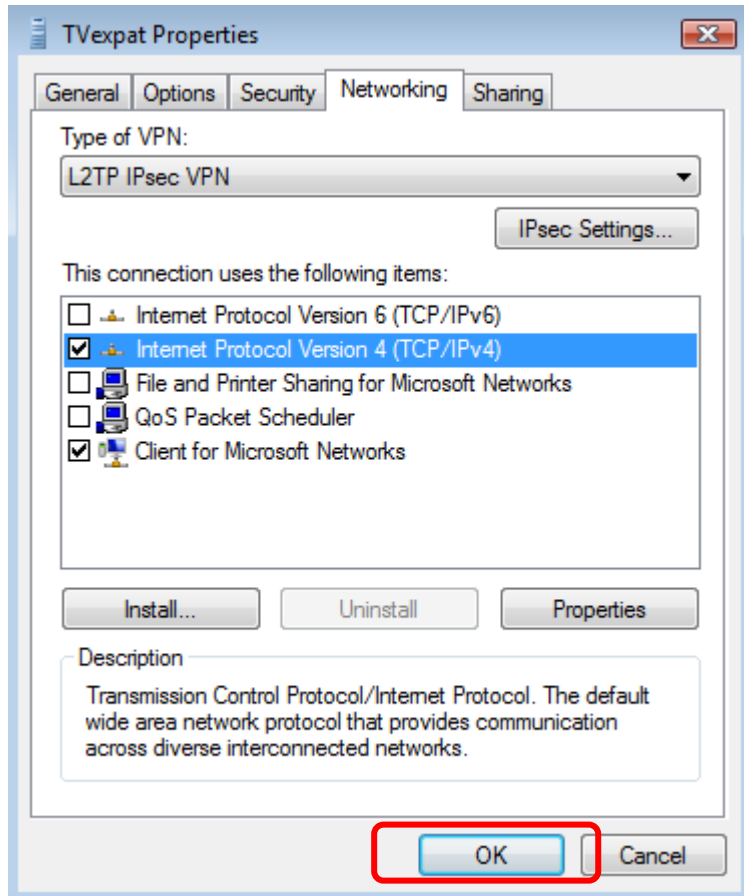 TVexpat Properties
General Options Security Networking Sharing
Type of VPN:
L2TP IPsec VPN
IPsec Settings...
This connection uses the following items:
Internet Protocol Version 6 (TCP/IPv6)
Internet Protocol Version 4 (TCP/IPv4)
File and Printer Sharing for Microsoft Networks
QoS Packet Scheduler
Client for Microsoft Networks
Install... Uninstall Properties
Description
Transmission Control Protocol/Internet Protocol. The default
wide area network protocol that provides communication
across diverse interconnected networks.
OK Cancel